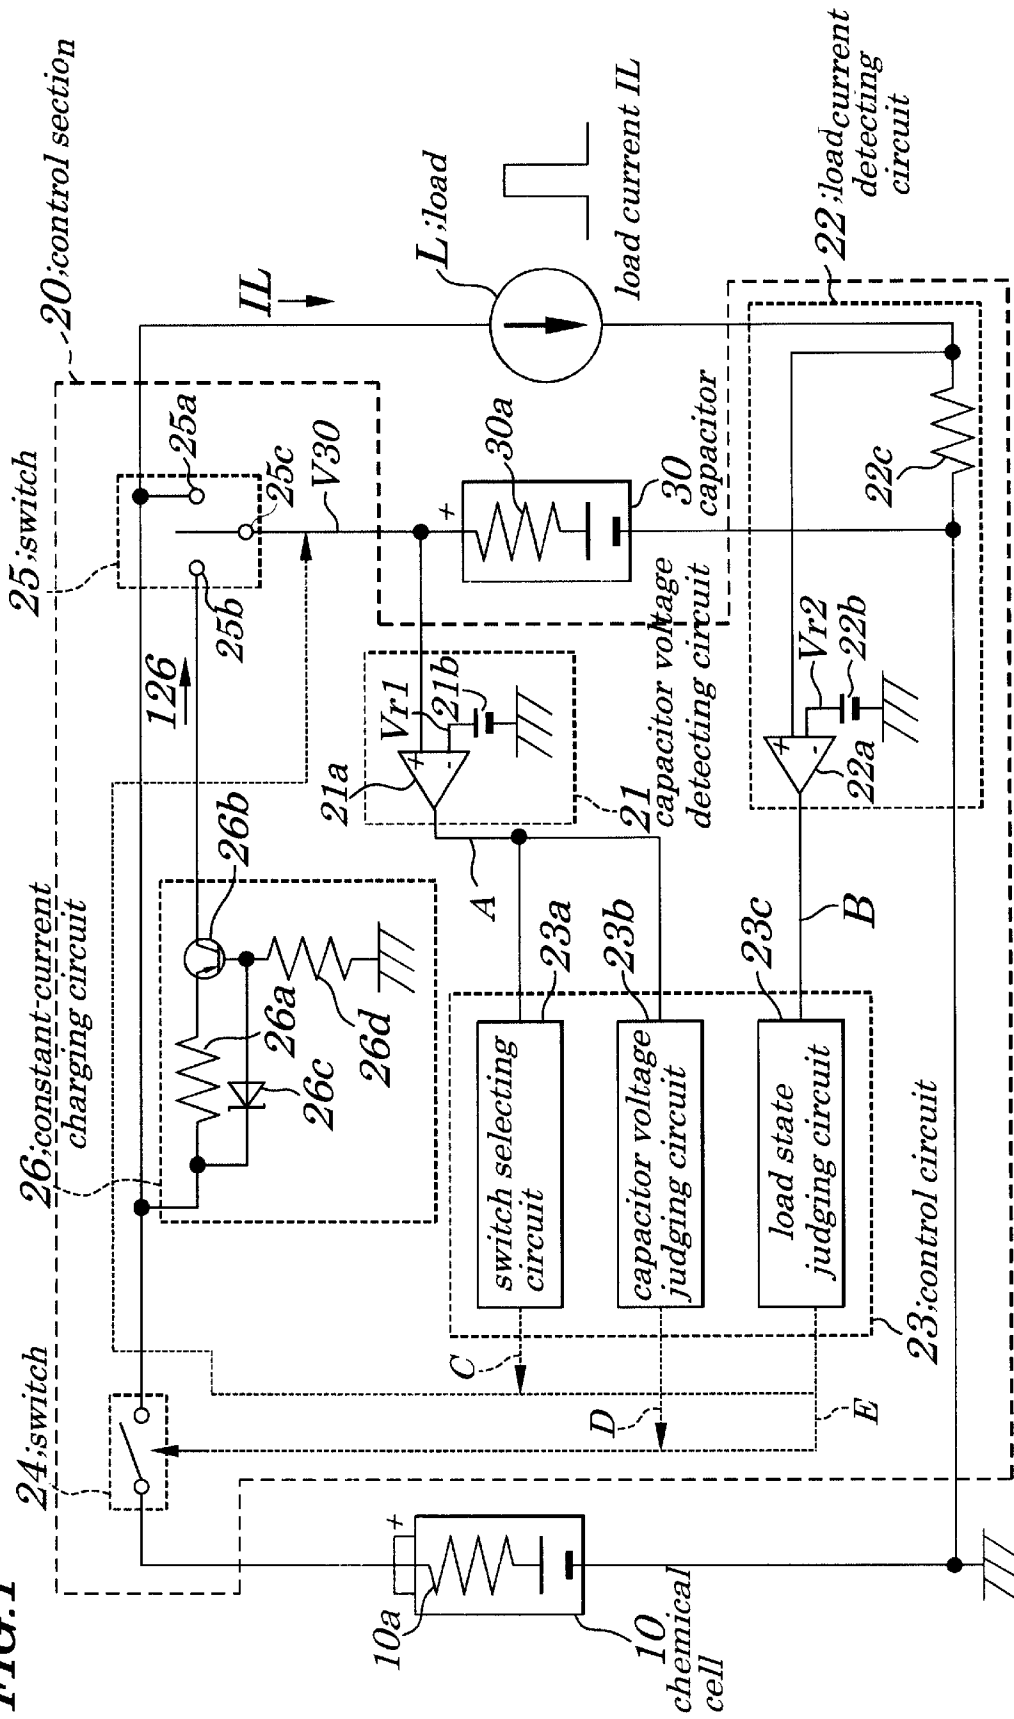 FIG.1
20;control section
25;switch
25a
25c
25b
V30
IL
L;load
load current IL
126
26;constant-current
charging circuit
26b
26a
26c
26d
24;switch
+
30a
30
capacitor
21a
+
-
Vr1
21b
21
capacitor voltage
detecting circuit
A
22;load current
detecting
circuit
22c
+
-
Vr2
22b
22a
B
23a
switch selecting
circuit
23b
capacitor voltage
judging circuit
23c
load state
judging circuit
23;control circuit
C
D
E
+
10a
10
chemical
cell